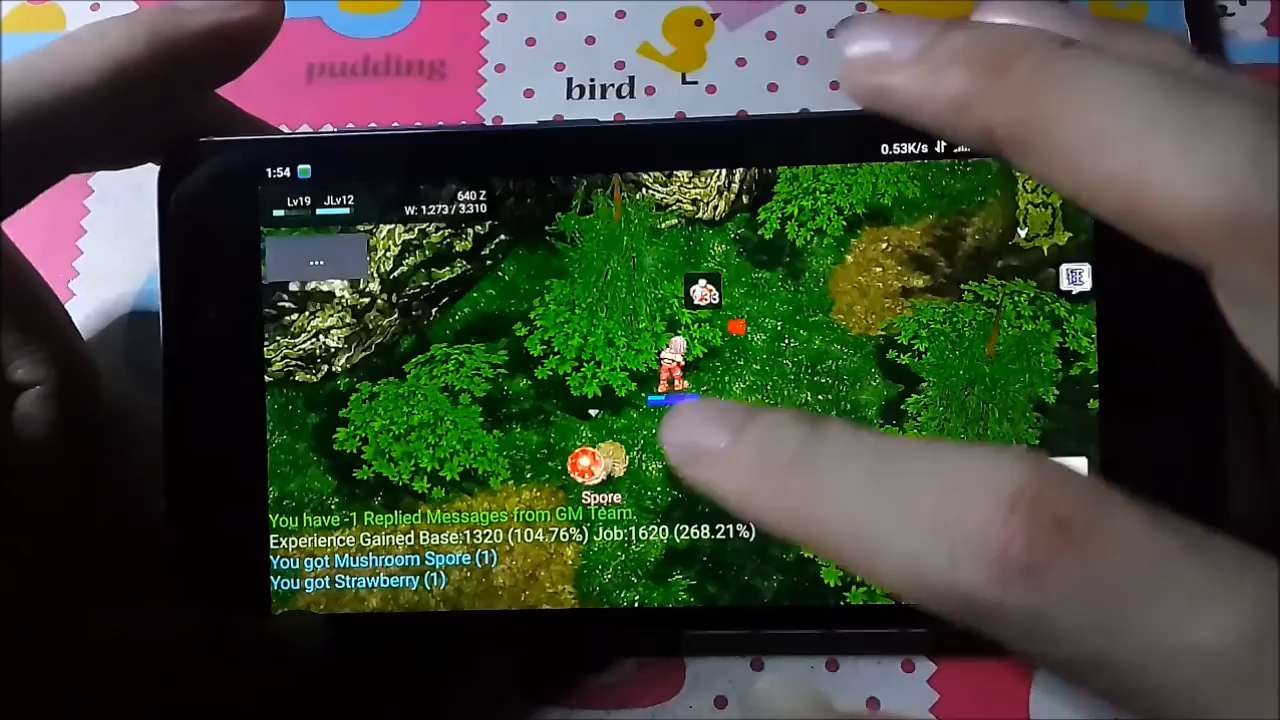 pudding
bird
0.53K/s
1:54
Lv19 JLv12
640 Z
W: 1.273 / 3.310
...
Spore
You have -1 Replied Messages from GM Team.
Experience Gained Base:1320 (104.76%) Job:1620 (268.21%)
You got Mushroom Spore (1)
You got Strawberry (1)